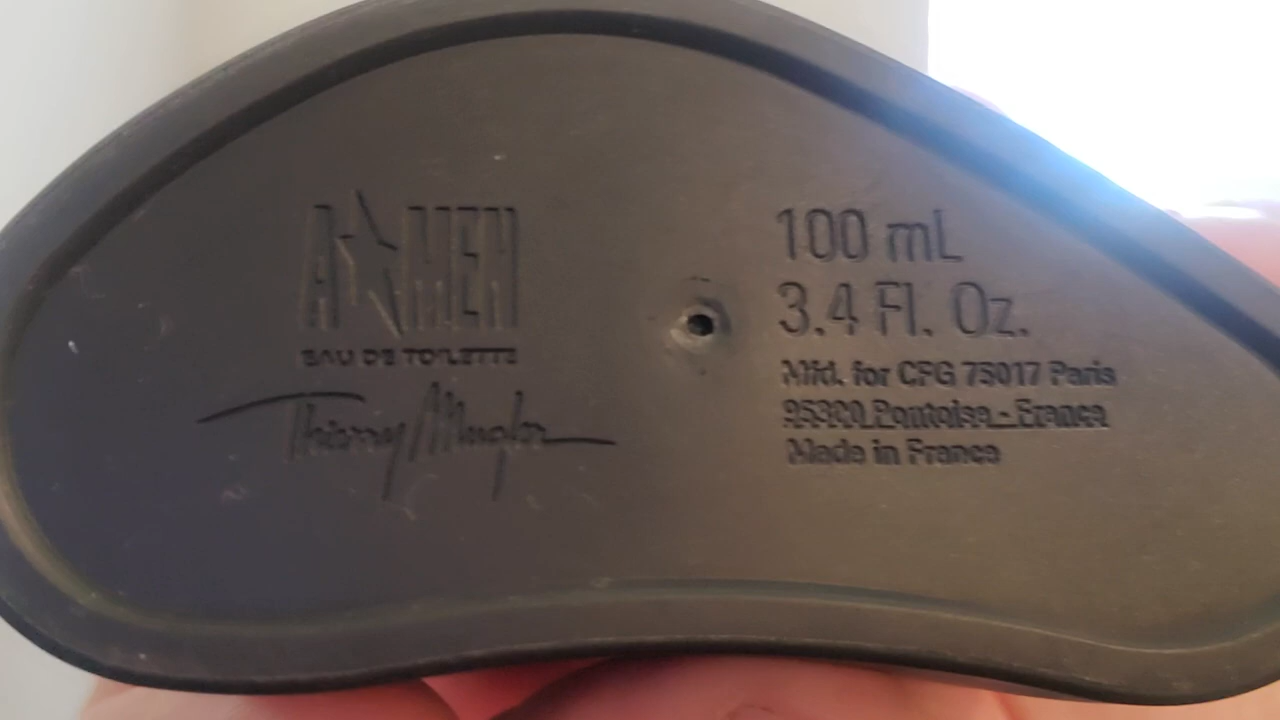 A★MEN
EAU DE TOILETTE
Thierry Mugler
100 mL
3.4 Fl. Oz.
Mfd. for CPG 75017 Paris
95300 Pontoise - France
Made in France